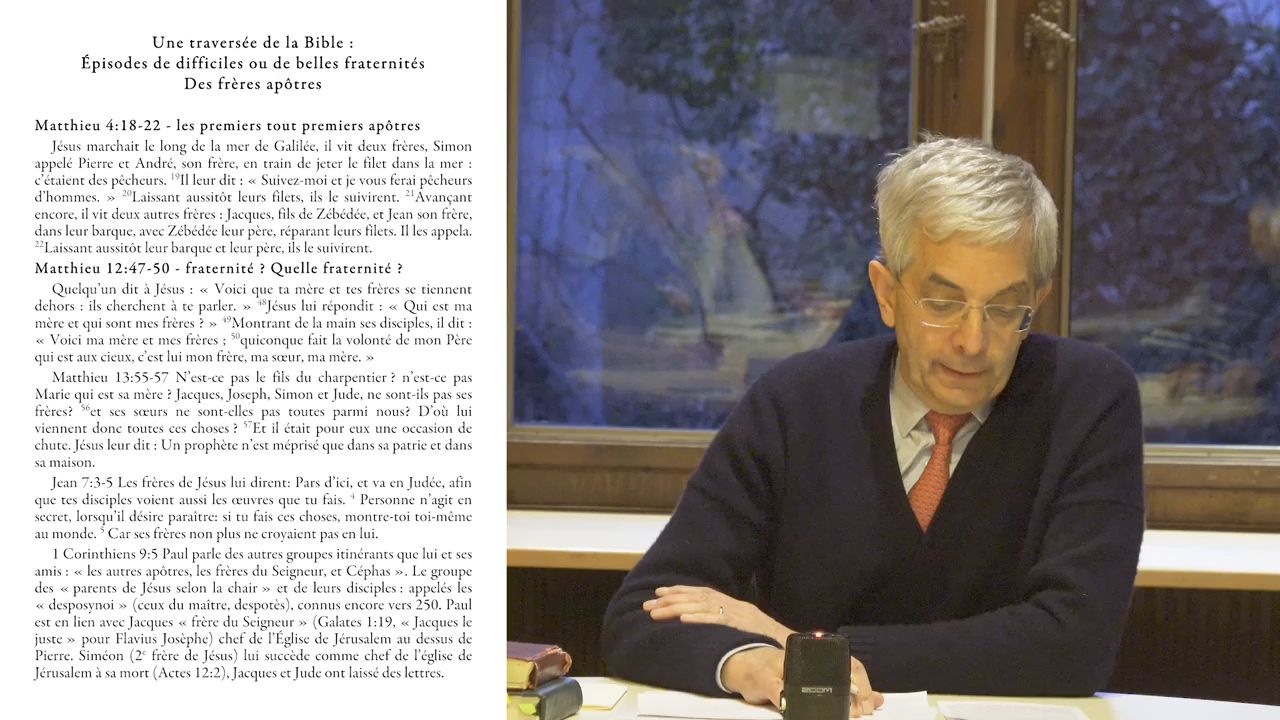 Une traversée de la Bible :
Épisodes de difficiles ou de belles fraternités
Des frères apôtres
Matthieu 4:18-22 - les premiers tout premiers apôtres
Jésus marchait le long de la mer de Galilée, il vit deux frères, Simon
appelé Pierre et André, son frère, en train de jeter le filet dans la mer :
c’étaient des pêcheurs. ¹⁹Il leur dit : « Suivez-moi et je vous ferai pêcheurs
d’hommes. » ²⁰Laissant aussitôt leurs filets, ils le suivirent. ²¹Avançant
encore, il vit deux autres frères : Jacques, fils de Zébédée, et Jean son frère,
dans leur barque, avec Zébédée leur père, réparant leurs filets. Il les appela.
²²Laissant aussitôt leur barque et leur père, ils le suivirent.
Matthieu 12:47-50 - fraternité ? Quelle fraternité ?
Quelqu’un dit à Jésus : « Voici que ta mère et tes frères se tiennent
dehors : ils cherchent à te parler. » ⁴⁸Jésus lui répondit : « Qui est ma
mère et qui sont mes frères ? » ⁴⁹Montrant de la main ses disciples, il dit :
« Voici ma mère et mes frères ; ⁵⁰quiconque fait la volonté de mon Père
qui est aux cieux, c’est lui mon frère, ma sœur, ma mère. »
Matthieu 13:55-57 N’est-ce pas le fils du charpentier ? n’est-ce pas
Marie qui est sa mère ? Jacques, Joseph, Simon et Jude, ne sont-ils pas ses
frères? ⁵⁶et ses sœurs ne sont-elles pas toutes parmi nous? D’où lui
viennent donc toutes ces choses ? ⁵⁷Et il était pour eux une occasion de
chute. Jésus leur dit : Un prophète n’est méprisé que dans sa patrie et dans
sa maison.
Jean 7:3-5 Les frères de Jésus lui dirent: Pars d’ici, et va en Judée, afin
que tes disciples voient aussi les œuvres que tu fais. ⁴ Personne n’agit en
secret, lorsqu’il désire paraître: si tu fais ces choses, montre-toi toi-même
au monde. ⁵ Car ses frères non plus ne croyaient pas en lui.
1 Corinthiens 9:5 Paul parle des autres groupes itinérants que lui et ses
amis : « les autres apôtres, les frères du Seigneur, et Céphas ». Le groupe
des « parents de Jésus selon la chair » et de leurs disciples : appelés les
« desposynoi » (ceux du maître, despotès), connus encore vers 250. Paul
est en lien avec Jacques « frère du Seigneur » (Galates 1:19, « Jacques le
juste » pour Flavius Josèphe) chef de l’Église de Jérusalem au dessus de
Pierre. Simon (2ᵉ frère de Jésus) lui succède comme chef de l’église de
Jérusalem à sa mort (Actes 12:2), Jacques et Jude ont laissé des lettres.
ZOOM